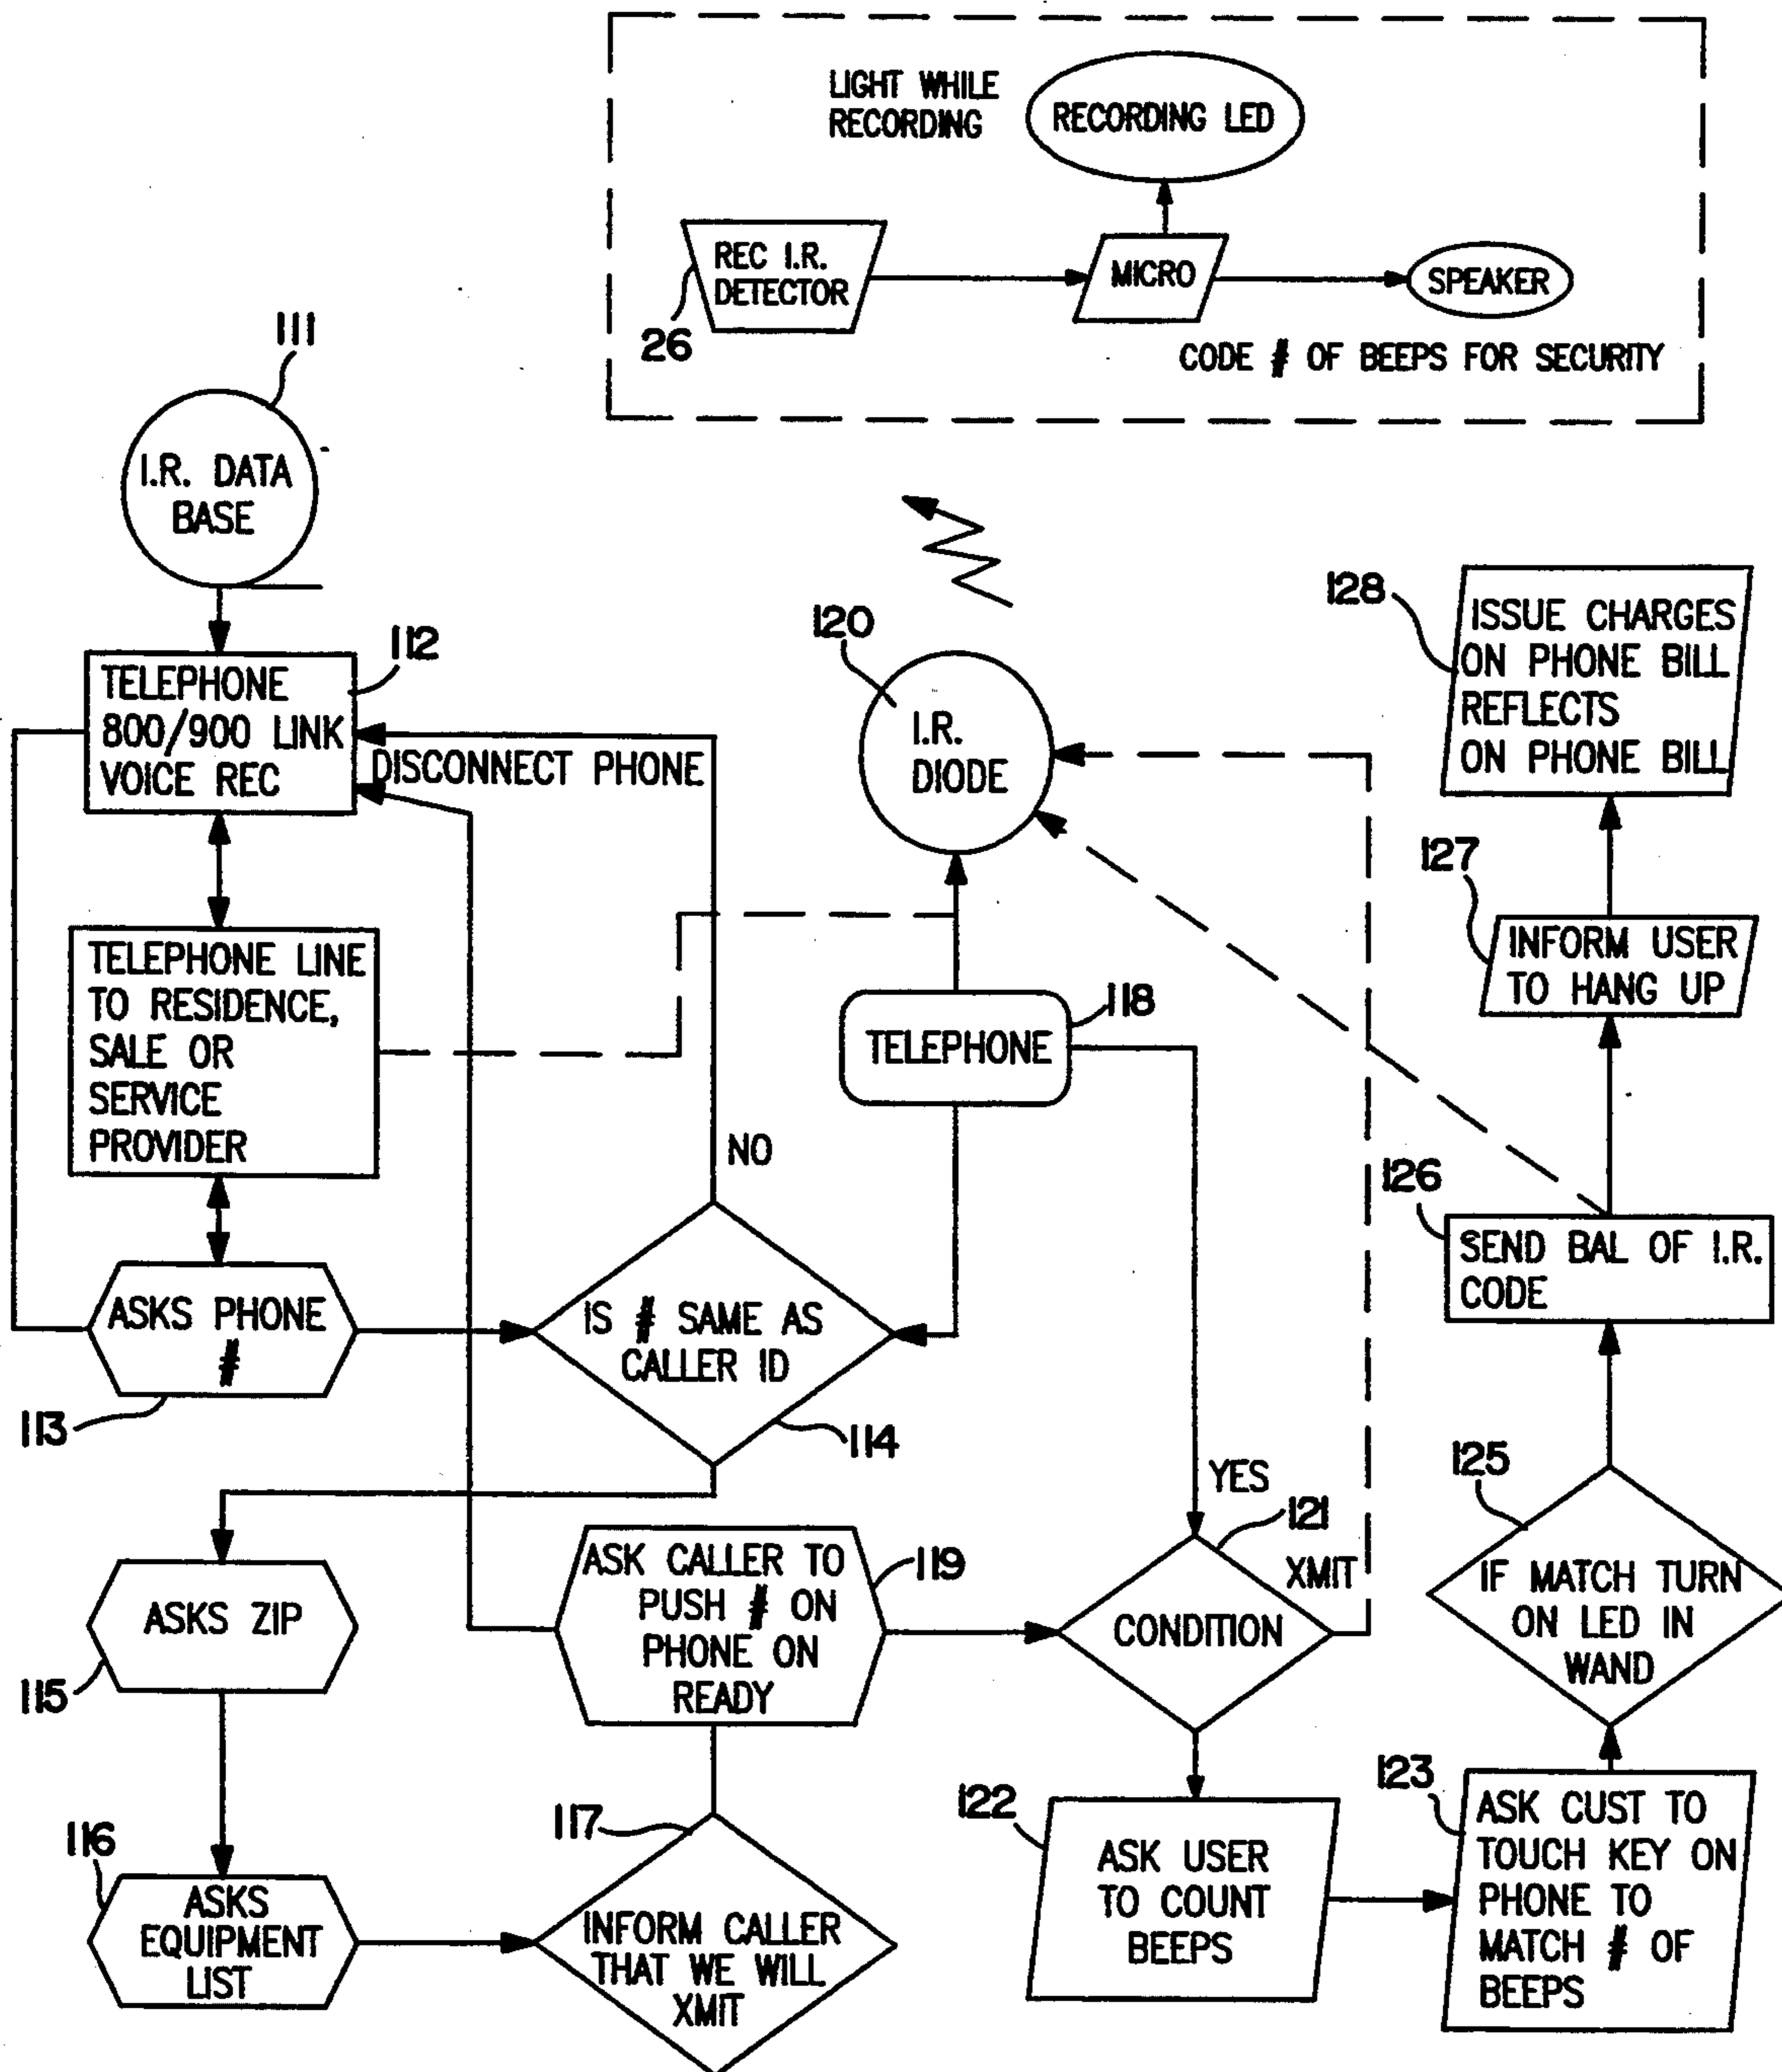 LIGHT WHILE
RECORDING
RECORDING LED
REC I.R.
DETECTOR
26
MICRO
SPEAKER
CODE # OF BEEPS FOR SECURITY
111
I.R. DATA
BASE
112
TELEPHONE
800/900 LINK
VOICE REC
DISCONNECT PHONE
TELEPHONE LINE
TO RESIDENCE,
SALE OR
SERVICE
PROVIDER
ASKS PHONE
#
113
NO
IS # SAME AS
CALLER ID
114
ASKS ZIP
115
116
ASKS
EQUIPMENT
LIST
117
INFORM CALLER
THAT WE WILL
XMIT
118
TELEPHONE
ASK CALLER TO
PUSH # ON
PHONE ON
READY
119
120
I.R.
DIODE
YES
121
XMIT
CONDITION
122
ASK USER
TO COUNT
BEEPS
123
ASK CUST TO
TOUCH KEY ON
PHONE TO
MATCH # OF
BEEPS
125
IF MATCH TURN
ON LED IN
WAND
126
SEND BAL OF I.R.
CODE
127
INFORM USER
TO HANG UP
128
ISSUE CHARGES
ON PHONE BILL
REFLECTS
ON PHONE BILL